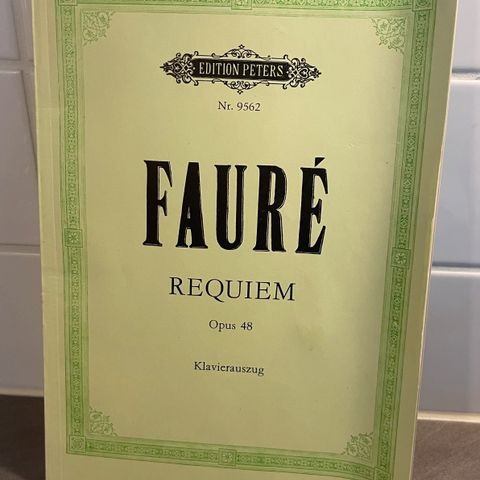 EDITION PETERS
Nr. 9562
FAURÉ
REQUIEM
Opus 48
Klavierauszug